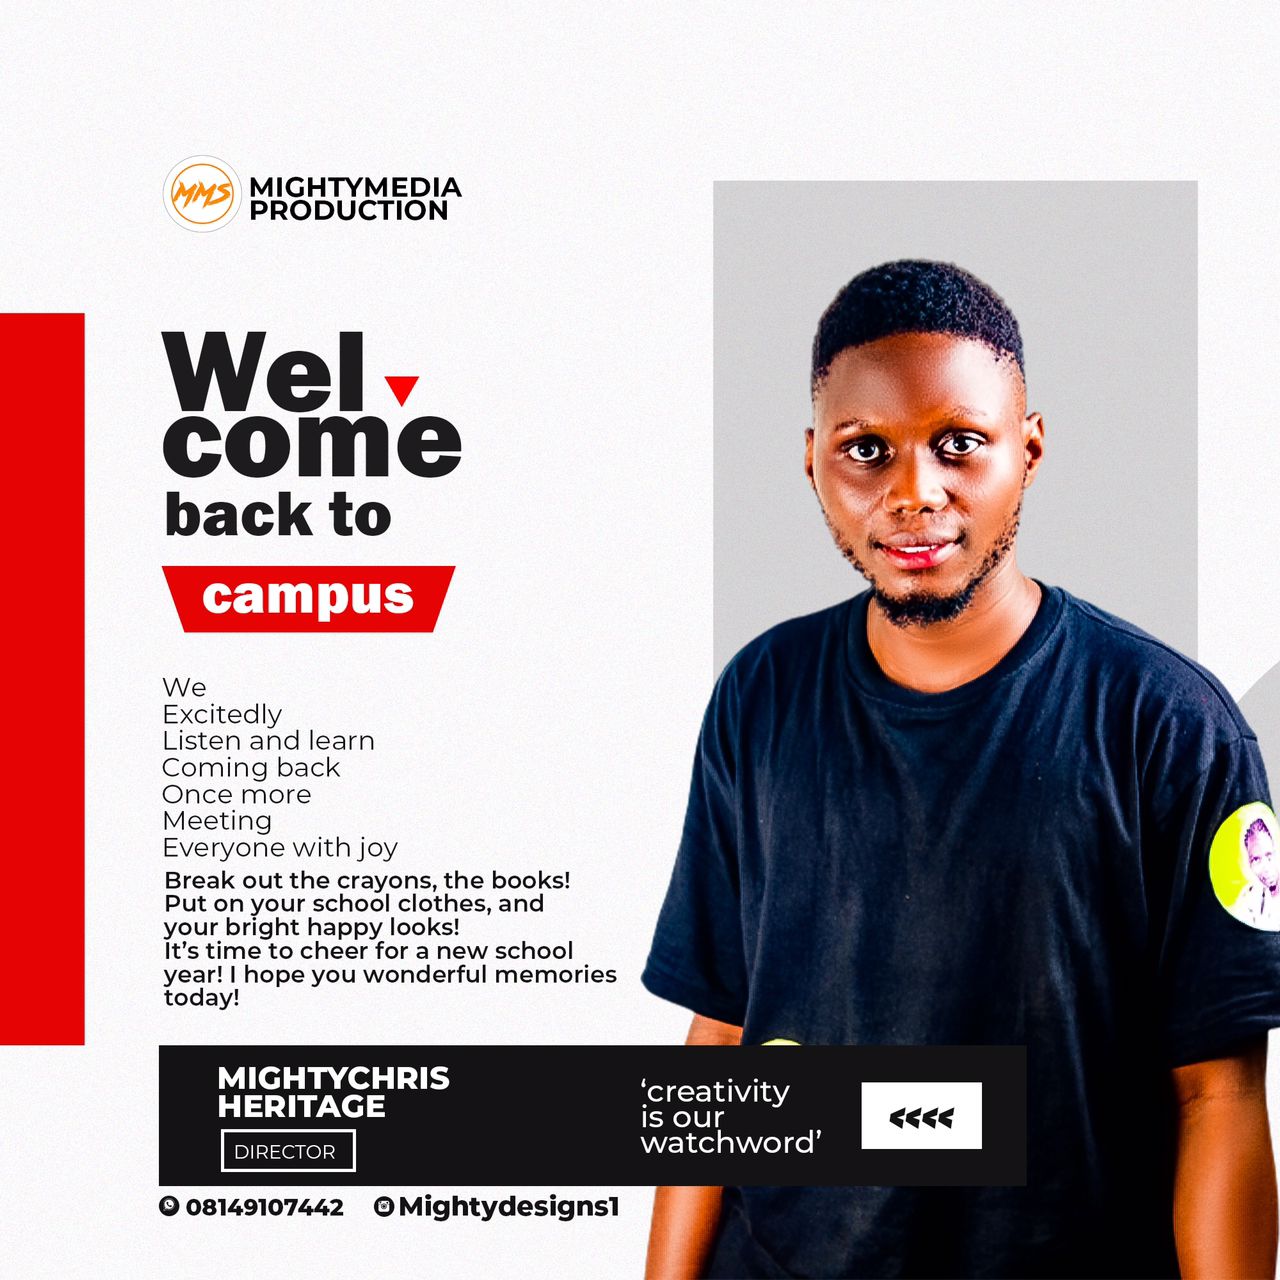 MMS
MIGHTYMEDIA
PRODUCTION
Wel
come
back to
campus
We
Excitedly
Listen and learn
Coming back
Once more
Meeting
Everyone with joy
Break out the crayons, the books!
Put on your school clothes, and
your bright happy looks!
It’s time to cheer for a new school
year! I hope you wonderful memories
today!
MIGHTYCHRIS
HERITAGE
DIRECTOR
‘creativity
is our
watchword’
<<<<
08149107442 Mightydesigns1